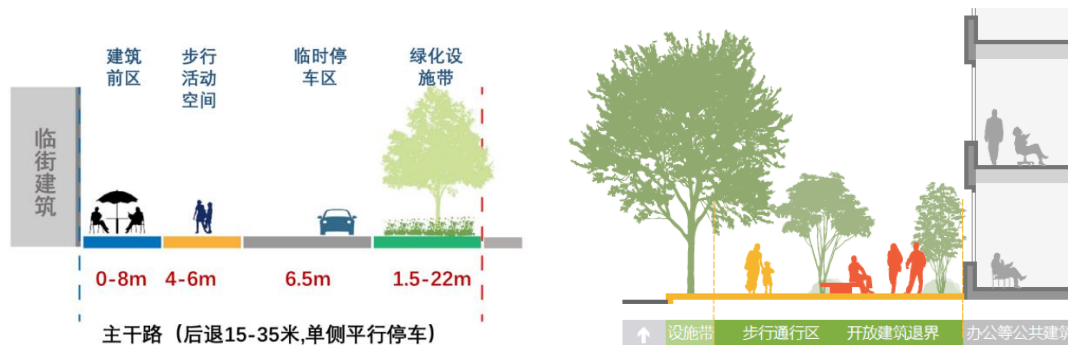 建筑
前区
步行
活动
空间
临时停
车区
绿化设
施带
临街建筑
0-8m
4-6m
6.5m
1.5-22m
主干路（后退15-35米,单侧平行停车）
设施带
步行通行区
开放建筑退界
办公等公共建筑